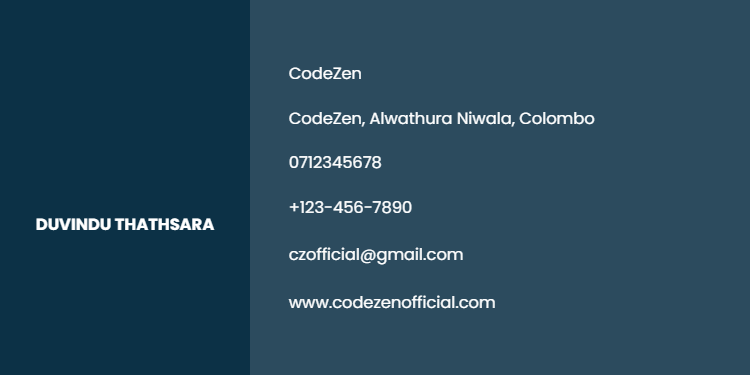 DUVINDU THATHSARA
CodeZen
CodeZen, Alwathura Niwala, Colombo
0712345678
+123-456-7890
czofficial@gmail.com
www.codezenofficial.com